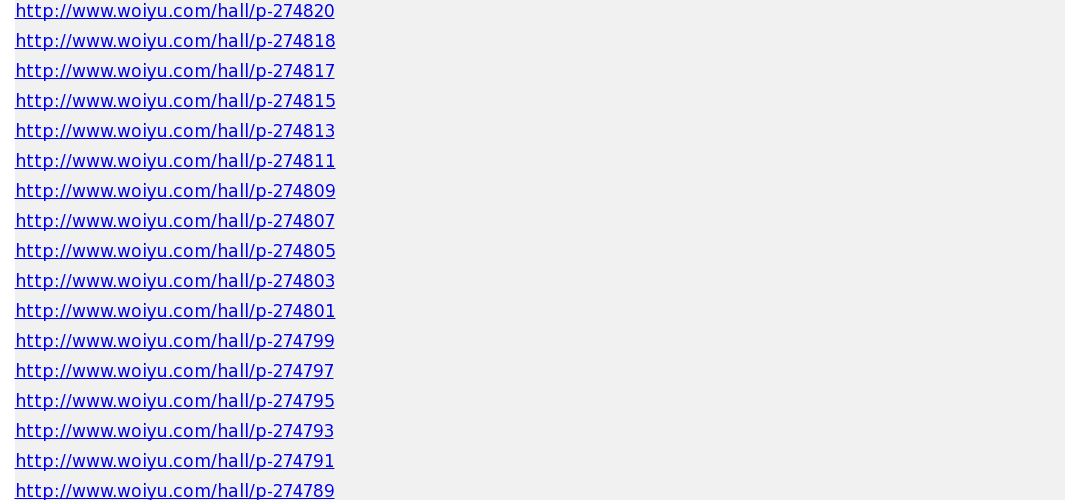 http://www.woiyu.com/hall/p-274820
http://www.woiyu.com/hall/p-274818
http://www.woiyu.com/hall/p-274817
http://www.woiyu.com/hall/p-274815
http://www.woiyu.com/hall/p-274813
http://www.woiyu.com/hall/p-274811
http://www.woiyu.com/hall/p-274809
http://www.woiyu.com/hall/p-274807
http://www.woiyu.com/hall/p-274805
http://www.woiyu.com/hall/p-274803
http://www.woiyu.com/hall/p-274801
http://www.woiyu.com/hall/p-274799
http://www.woiyu.com/hall/p-274797
http://www.woiyu.com/hall/p-274795
http://www.woiyu.com/hall/p-274793
http://www.woiyu.com/hall/p-274791
http://www.woiyu.com/hall/p-274789